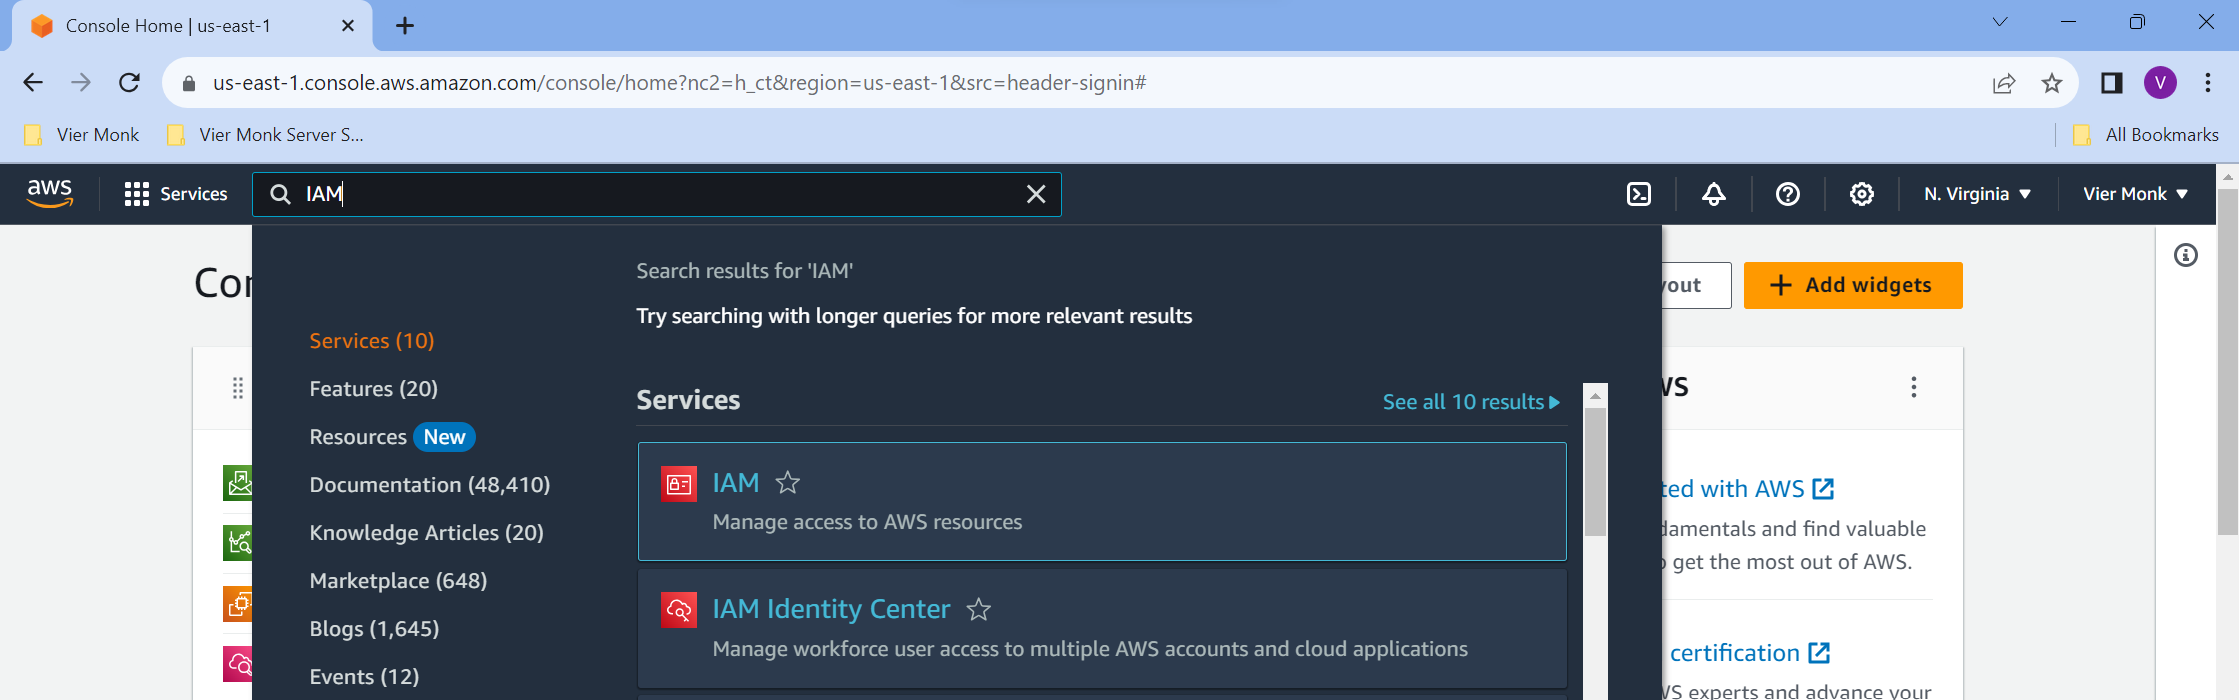 Console Home | us-east-1
us-east-1.console.aws.amazon.com/console/home?nc2=h_ct&region=us-east-1&src=header-signin#
V
Vier Monk
Vier Monk Server S...
All Bookmarks
aws
Services
IAM
N. Virginia
Vier Monk
Search results for 'IAM'
Try searching with longer queries for more relevant results
Add widgets
Services (10)
Features (20)
Resources New
Documentation (48,410)
Knowledge Articles (20)
Marketplace (648)
Blogs (1,645)
Events (12)
Services
See all 10 results
IAM
Manage access to AWS resources
IAM Identity Center
Manage workforce user access to multiple AWS accounts and cloud applications
with AWS
and find valuable
get the most out of AWS.
certification
experts and advance your